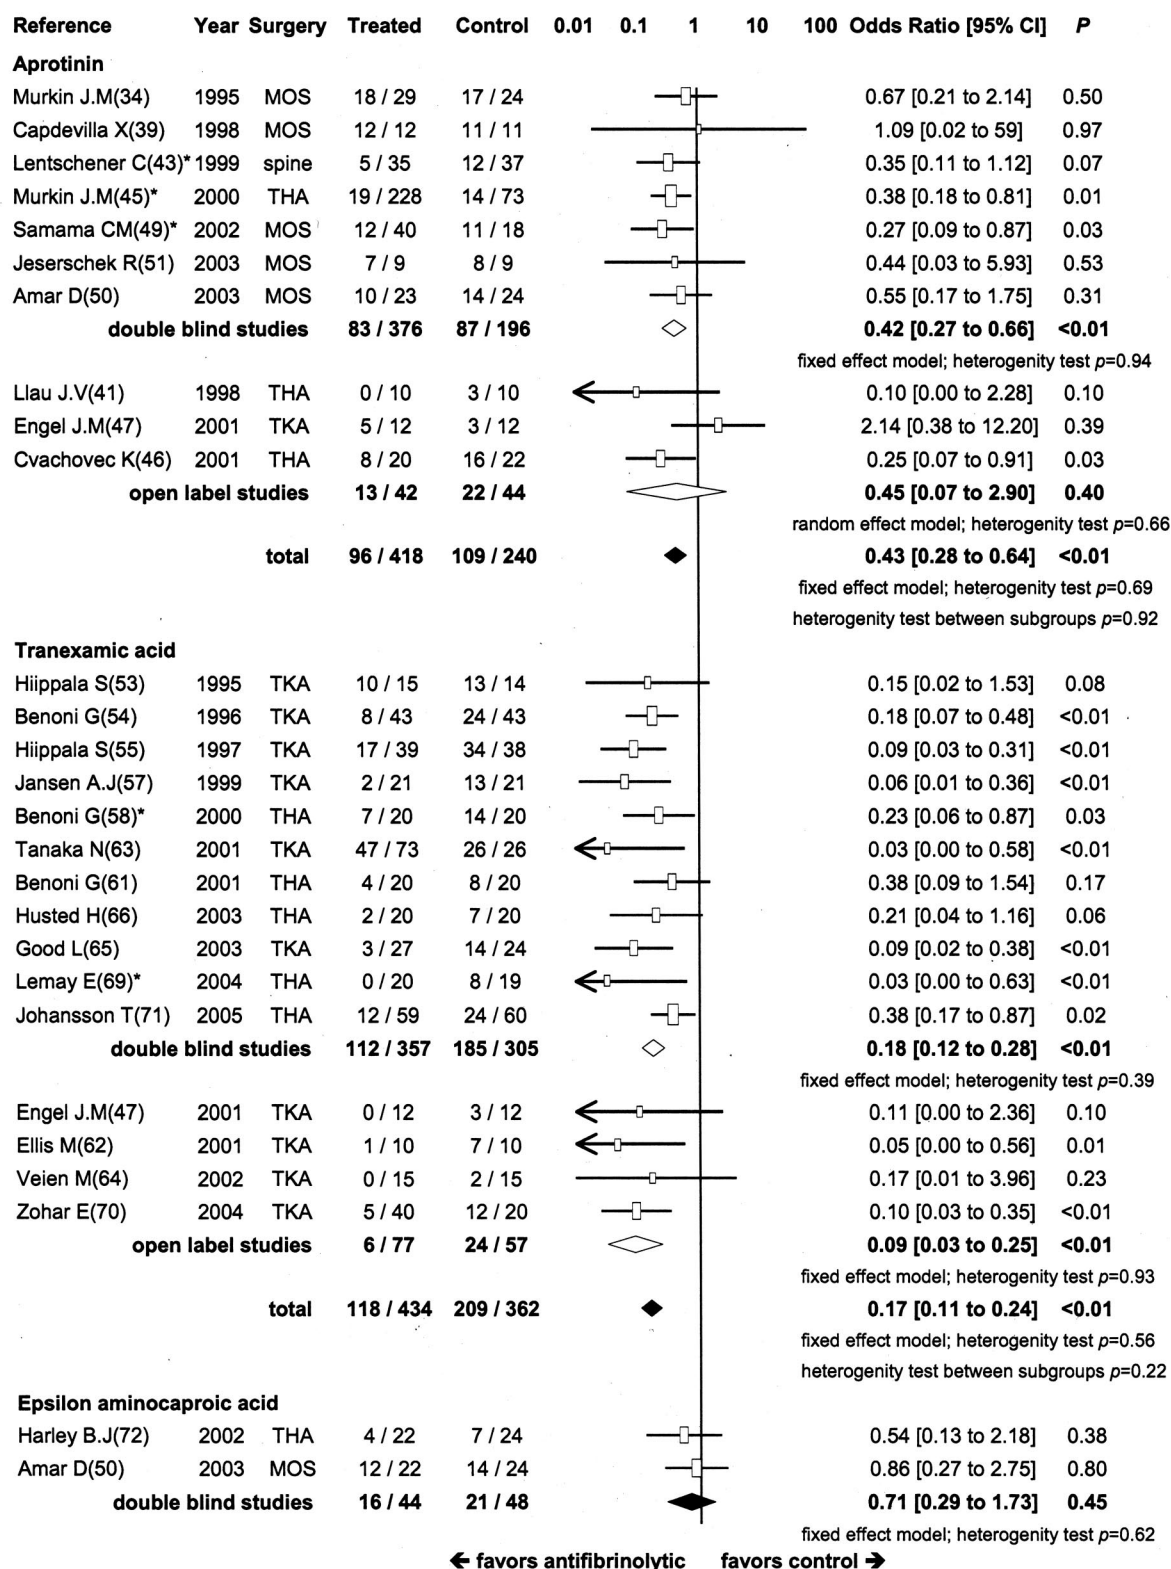 Reference Year Surgery Treated Control 0.01 0.1 1 10 100 Odds Ratio [95% CI] P
Aprotinin
Murkin J.M(34) 1995 MOS 18 / 29 17 / 24 0.67 [0.21 to 2.14] 0.50
Capdevilla X(39) 1998 MOS 12 / 12 11 / 11 1.09 [0.02 to 59] 0.97
Lentschener C(43)* 1999 spine 5 / 35 12 / 37 0.35 [0.11 to 1.12] 0.07
Murkin J.M(45)* 2000 THA 19 / 228 14 / 73 0.38 [0.18 to 0.81] 0.01
Samama CM(49)* 2002 MOS 12 / 40 11 / 18 0.27 [0.09 to 0.87] 0.03
Jeserschek R(51) 2003 MOS 7 / 9 8 / 9 0.44 [0.03 to 5.93] 0.53
Amar D(50) 2003 MOS 10 / 23 14 / 24 0.55 [0.17 to 1.75] 0.31
double blind studies 83 / 376 87 / 196 0.42 [0.27 to 0.66] <0.01
fixed effect model; heterogenity test p=0.94
Llau J.V(41) 1998 THA 0 / 10 3 / 10 0.10 [0.00 to 2.28] 0.10
Engel J.M(47) 2001 TKA 5 / 12 3 / 12 2.14 [0.38 to 12.20] 0.39
Cvachovec K(46) 2001 THA 8 / 20 16 / 22 0.25 [0.07 to 0.91] 0.03
open label studies 13 / 42 22 / 44 0.45 [0.07 to 2.90] 0.40
random effect model; heterogenity test p=0.66
total 96 / 418 109 / 240 0.43 [0.28 to 0.64] <0.01
fixed effect model; heterogenity test p=0.69
heterogenity test between subgroups p=0.92
Tranexamic acid
Hiippala S(53) 1995 TKA 10 / 15 13 / 14 0.15 [0.02 to 1.53] 0.08
Benoni G(54) 1996 TKA 8 / 43 24 / 43 0.18 [0.07 to 0.48] <0.01
Hiippala S(55) 1997 TKA 17 / 39 34 / 38 0.09 [0.03 to 0.31] <0.01
Jansen A.J(57) 1999 TKA 2 / 21 13 / 21 0.06 [0.01 to 0.36] <0.01
Benoni G(58)* 2000 THA 7 / 20 14 / 20 0.23 [0.06 to 0.87] 0.03
Tanaka N(63) 2001 TKA 47 / 73 26 / 26 0.03 [0.00 to 0.58] <0.01
Benoni G(61) 2001 THA 4 / 20 8 / 20 0.38 [0.09 to 1.54] 0.17
Husted H(66) 2003 THA 2 / 20 7 / 20 0.21 [0.04 to 1.16] 0.06
Good L(65) 2003 TKA 3 / 27 14 / 24 0.09 [0.02 to 0.38] <0.01
Lemay E(69)* 2004 THA 0 / 20 8 / 19 0.03 [0.00 to 0.63] <0.01
Johansson T(71) 2005 THA 12 / 59 24 / 60 0.38 [0.17 to 0.87] 0.02
double blind studies 112 / 357 185 / 305 0.18 [0.12 to 0.28] <0.01
fixed effect model; heterogenity test p=0.39
Engel J.M(47) 2001 TKA 0 / 12 3 / 12 0.11 [0.00 to 2.36] 0.10
Ellis M(62) 2001 TKA 1 / 10 7 / 10 0.05 [0.00 to 0.56] 0.01
Veien M(64) 2002 TKA 0 / 15 2 / 15 0.17 [0.01 to 3.96] 0.23
Zohar E(70) 2004 TKA 5 / 40 12 / 20 0.10 [0.03 to 0.35] <0.01
open label studies 6 / 77 24 / 57 0.09 [0.03 to 0.25] <0.01
fixed effect model; heterogenity test p=0.93
total 118 / 434 209 / 362 0.17 [0.11 to 0.24] <0.01
fixed effect model; heterogenity test p=0.56
heterogenity test between subgroups p=0.22
Epsilon aminocaproic acid
Harley B.J(72) 2002 THA 4 / 22 7 / 24 0.54 [0.13 to 2.18] 0.38
Amar D(50) 2003 MOS 12 / 22 14 / 24 0.86 [0.27 to 2.75] 0.80
double blind studies 16 / 44 21 / 48 0.71 [0.29 to 1.73] 0.45
fixed effect model; heterogenity test p=0.62
← favors antifibrinolytic favors control →